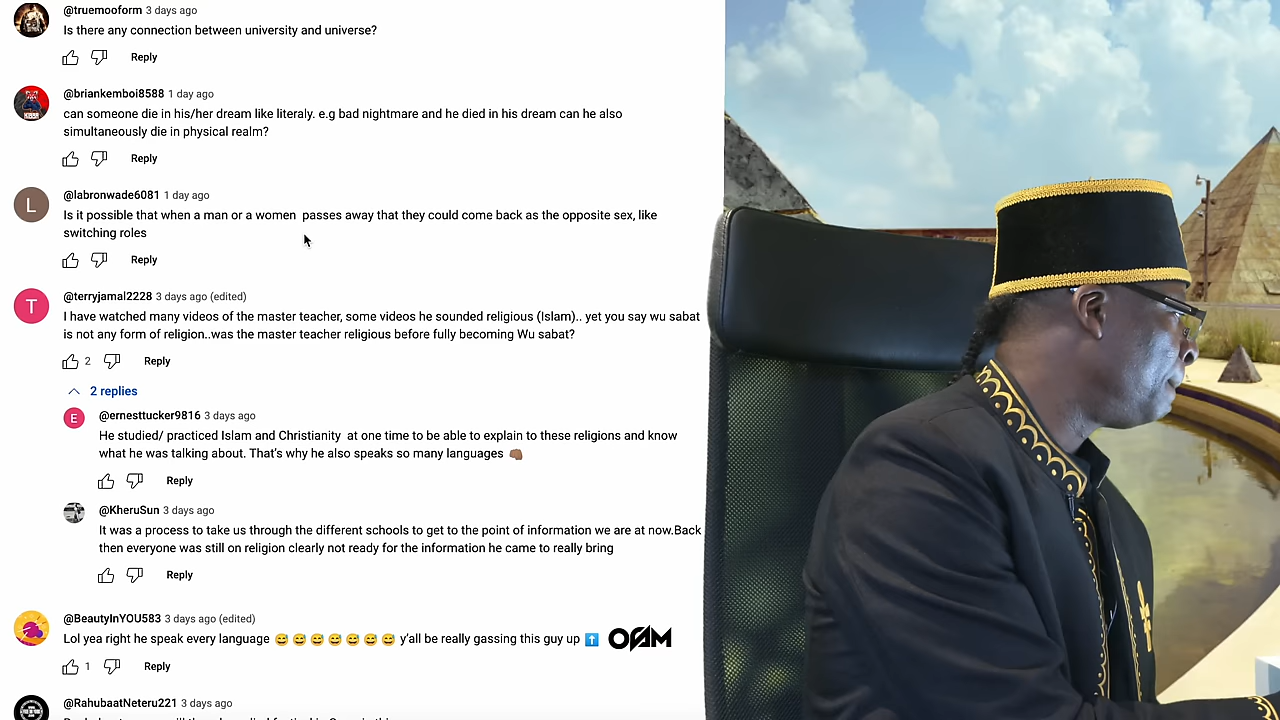 @truemooform 3 days ago
Is there any connection between university and universe?
Reply
@briankemboi8588 1 day ago
can someone die in his/her dream like literaly. e.g bad nightmare and he died in his dream can he also
simultaneously die in physical realm?
Reply
L
@labronwade6081 1 day ago
Is it possible that when a man or a women passes away that they could come back as the opposite sex, like
switching roles
Reply
T
@terryjamal2228 3 days ago (edited)
I have watched many videos of the master teacher, some videos he sounded religious (Islam).. yet you say wu sabat
is not any form of religion..was the master teacher religious before fully becoming Wu sabat?
2 Reply
2 replies
E
@ernesttucker9816 3 days ago
He studied/ practiced Islam and Christianity at one time to be able to explain to these religions and know
what he was talking about. That's why he also speaks so many languages 👊🏾
Reply
@KheruSun 3 days ago
It was a process to take us through the different schools to get to the point of information we are at now.Back
then everyone was still on religion clearly not ready for the information he came to really bring
Reply
@BeautyInYOU583 3 days ago (edited)
Lol yea right he speak every language 😅 😅 😅 😅 😅 😅 😅 y'all be really gassing this guy up ⬆️
1 Reply
@RahubaatNeteru221 3 days ago